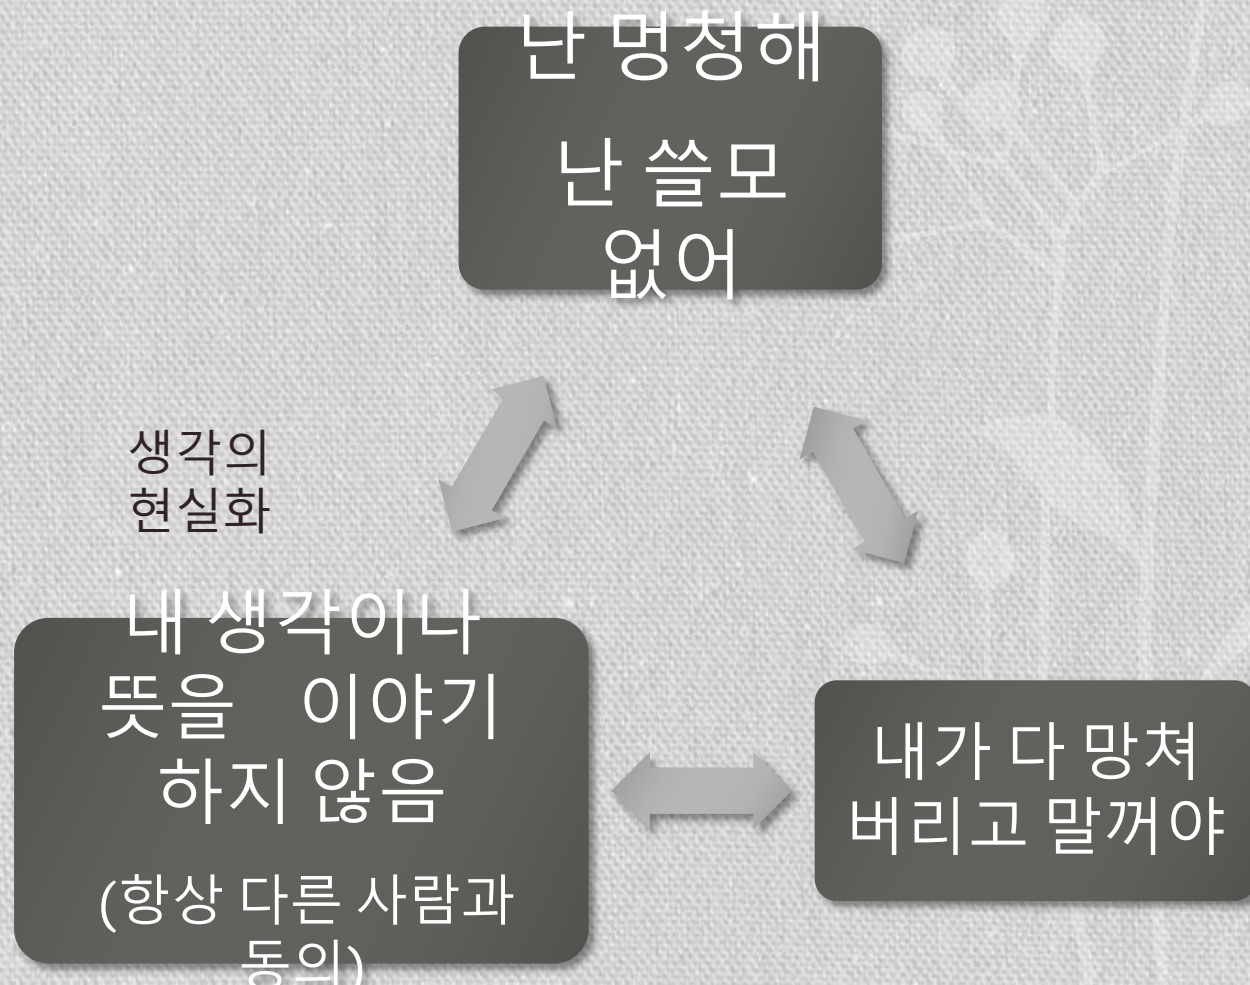 난 멍청해
난 쓸모
없어
생각의
현실화
내 생각이나
뜻을 이야기
하지 않음
(항상 다른 사람과
동의)
내가 다 망쳐
버리고 말꺼야